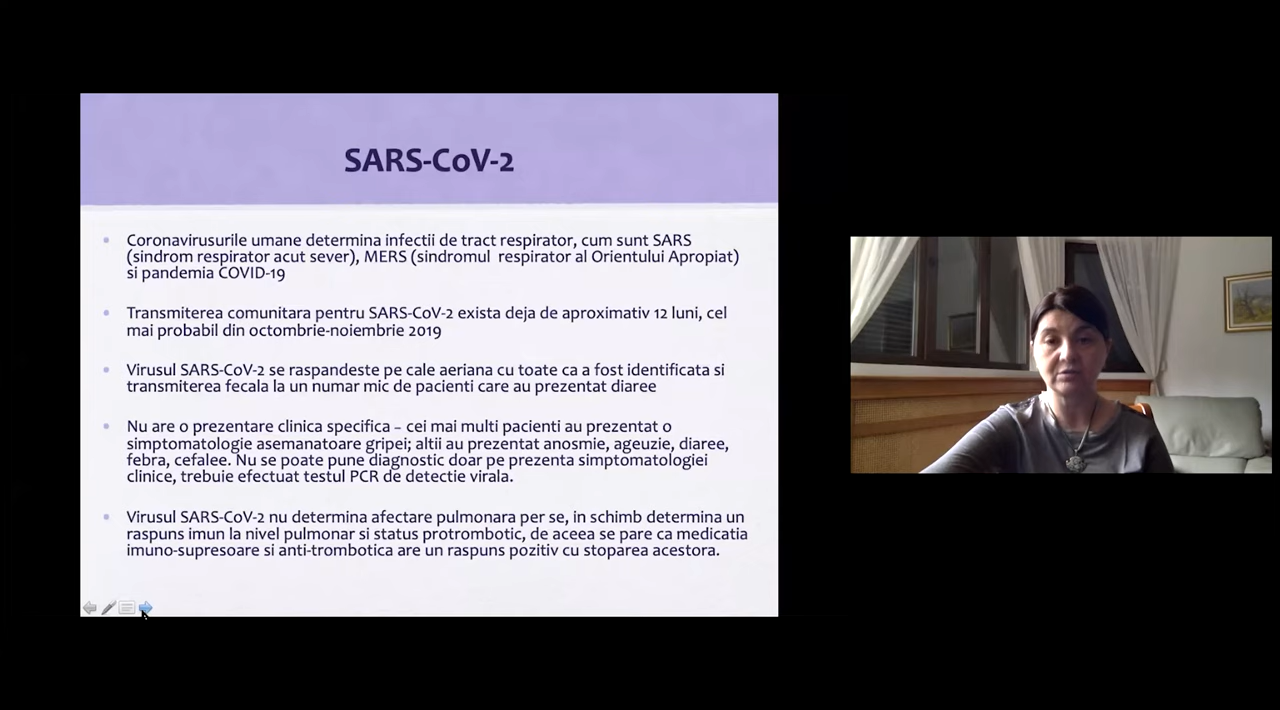 SARS-CoV-2
• Coronavirusurile umane determina infectii de tract respirator, cum sunt SARS
(sindrom respirator acut sever), MERS (sindromul respirator al Orientului Apropiat)
si pandemia COVID-19
• Transmiterea comunitara pentru SARS-CoV-2 exista deja de aproximativ 12 luni, cel
mai probabil din octombrie-noiembrie 2019
• Virusul SARS-CoV-2 se raspandeste pe cale aeriana cu toate ca a fost identificata si
transmiterea fecala la un numar mic de pacienti care au prezentat diaree
• Nu are o prezentare clinica specifica – cei mai multi pacienti au prezentat o
simptomatologie asemanatoare gripei; altii au prezentat anosmie, ageuzie, diaree,
febra, cefalee. Nu se poate pune diagnostic doar pe prezenta simptomatologiei
clinice, trebuie efectuat testul PCR de detectie virala.
• Virusul SARS-CoV-2 nu determina afectare pulmonara per se, in schimb determina un
raspuns imun la nivel pulmonar si status protrombotic, de aceea se pare ca medicatia
imuno-supresoare si anti-trombotica are un raspuns pozitiv cu stoparea acestora.